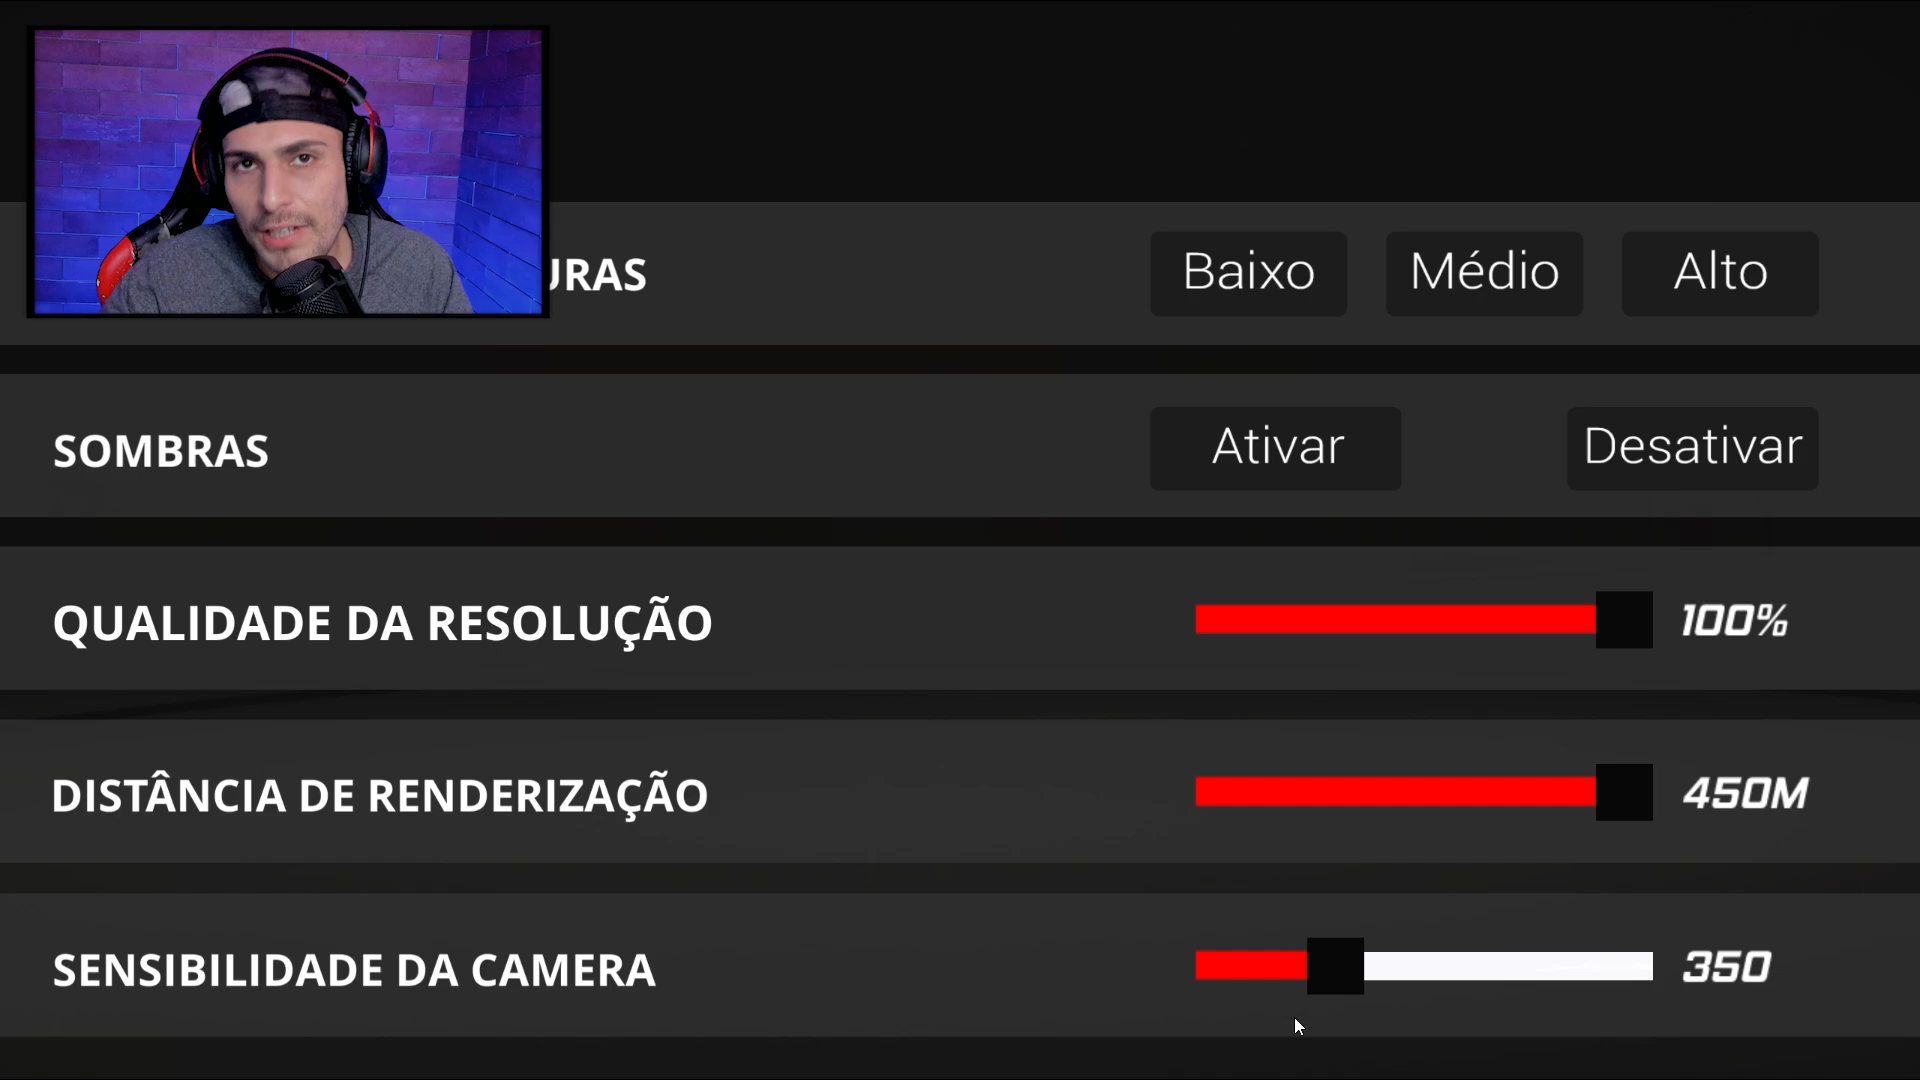 URAS
Baixo Médio Alto
SOMBRAS
Ativar Desativar
QUALIDADE DA RESOLUÇÃO
100%
DISTÂNCIA DE RENDERIZAÇÃO
450M
SENSIBILIDADE DA CAMERA
350